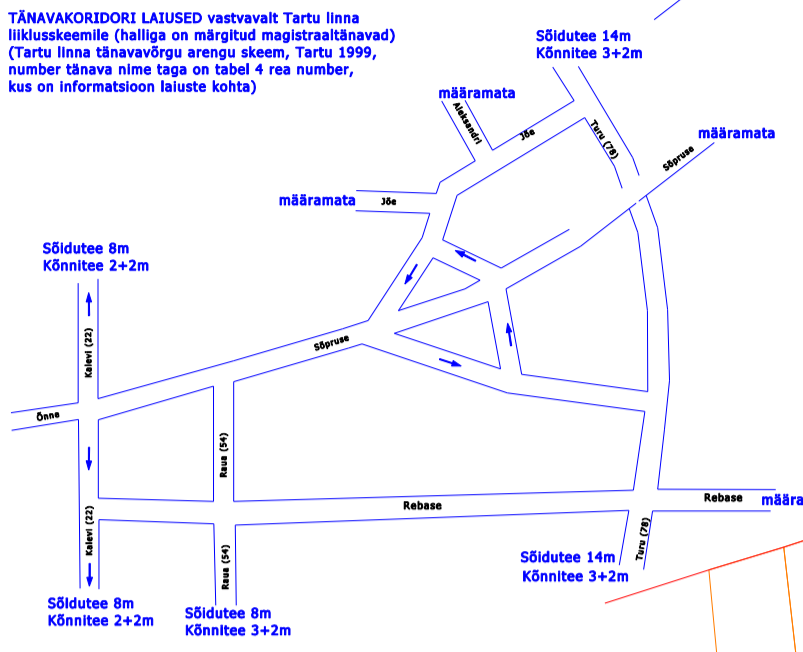 TÄNAVAKORIDORI LAIUSED vastvavalt Tartu linna
liiklusskeemile (halliga on märgitud magistraaltänavad)
(Tartu linna tänavavõrgu arengu skeem, Tartu 1999,
number tänava nime taga on tabel 4 rea number,
kus on informatsioon laiuste kohta)
Sõidutee 14m
Kõnnitee 3+2m
määramata
Aleksandri
Jõe
Turu (78)
määramata
Sõpruse
määramata
Jõe
Sõidutee 8m
Kõnnitee 2+2m
Kalevi (22)
Sõpruse
Õnne
Raua (54)
Rebase
Rebase
määra
Kalevi (22)
Raua (54)
Turu (78)
Sõidutee 14m
Kõnnitee 3+2m
Sõidutee 8m
Kõnnitee 2+2m
Sõidutee 8m
Kõnnitee 3+2m